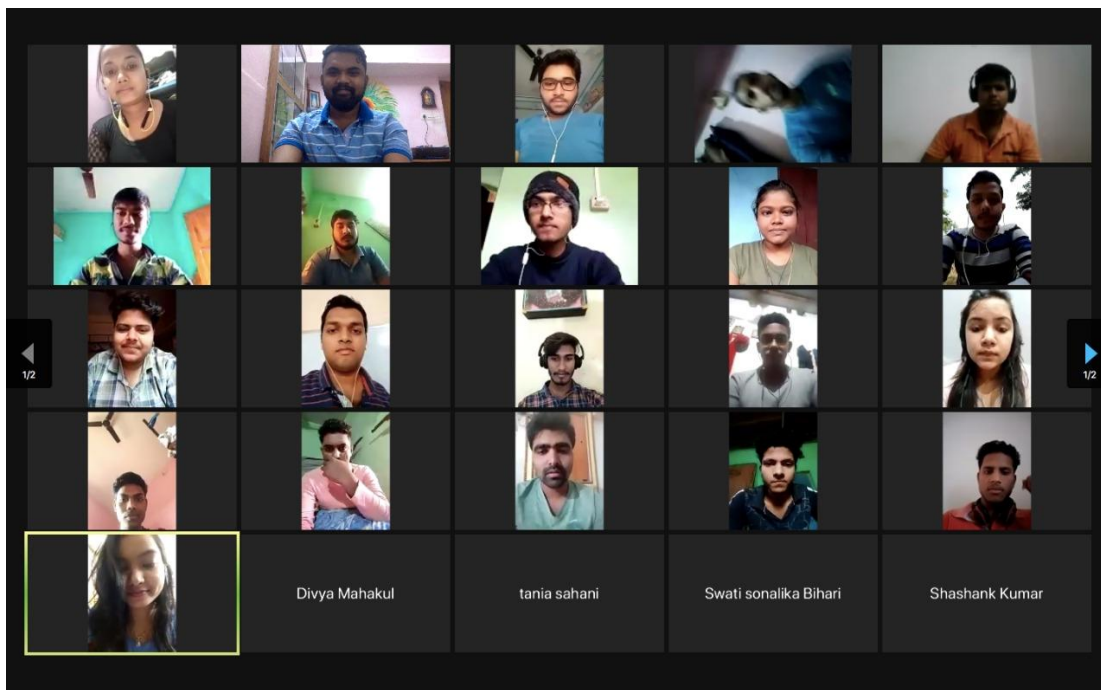 1/2
1/2
Divya Mahakul
tania sahani
Swati sonalika Bihari
Shashank Kumar